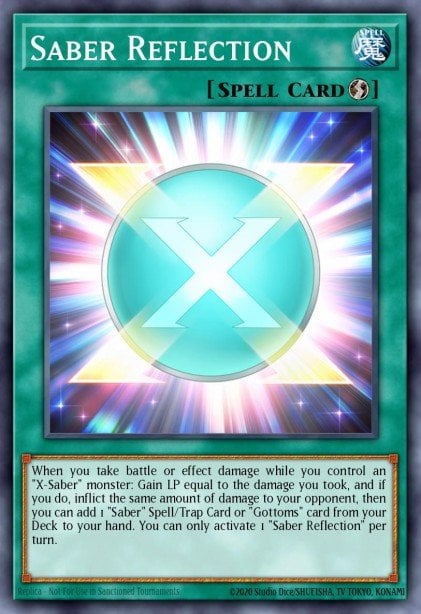 Saber Reflection
SPELL
魔
[Spell Card]
X
When you take battle or effect damage while you control an
"X-Saber" monster: Gain LP equal to the damage you took, and if
you do, inflict the same amount of damage to your opponent, then
you can add 1 "Saber" Spell/Trap Card or "Gottoms" card from your
Deck to your hand. You can only activate 1 "Saber Reflection" per
turn.
Replica - Not For Use in Sanctioned Tournaments
©2020 Studio Dice/SHUEISHA, TV TOKYO, KONAMI